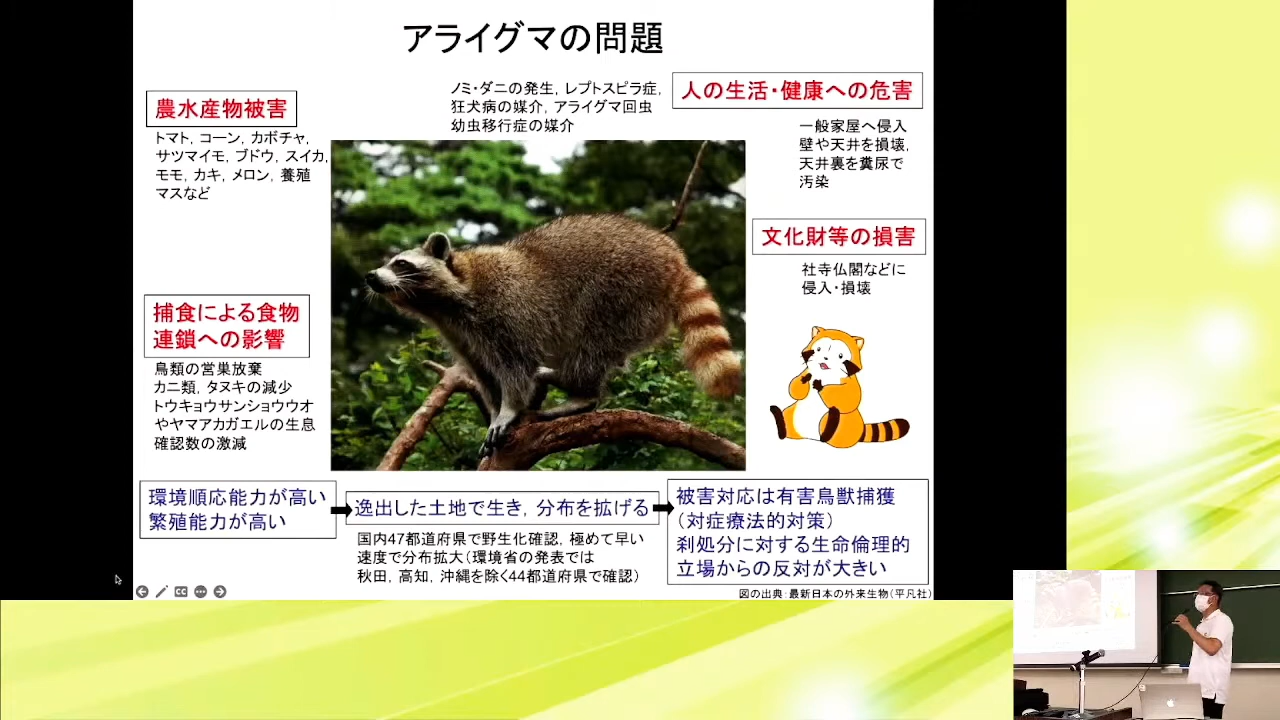 アライグマの問題
農水産物被害
トマト, コーン, カボチャ,
サツマイモ, ブドウ, スイカ,
モモ, カキ, メロン, 養殖
マスなど
ノミ・ダニの発生, レプトスピラ症,
狂犬病の媒介, アライグマ回虫
幼虫移行症の媒介
人の生活・健康への危害
一般家屋へ侵入
壁や天井を損壊,
天井裏を糞尿で
汚染
文化財等の損害
社寺仏閣などに
侵入・損壊
捕食による食物
連鎖への影響
鳥類の営巣放棄
カニ類, タヌキの減少
トウキョウサンショウウオ
やヤマアカガエルの生息
確認数の激減
環境順応能力が高い
繁殖能力が高い
逸出した土地で生き, 分布を拡げる
国内47都道府県で野生化確認, 極めて早い
速度で分布拡大(環境省の発表では
秋田, 高知, 沖縄を除く44都道府県で確認)
被害対応は有害鳥獣捕獲
(対症療法的対策)
刹処分に対する生命倫理的
立場からの反対が大きい
図の出典:最新日本の外来生物(平凡社)
CC